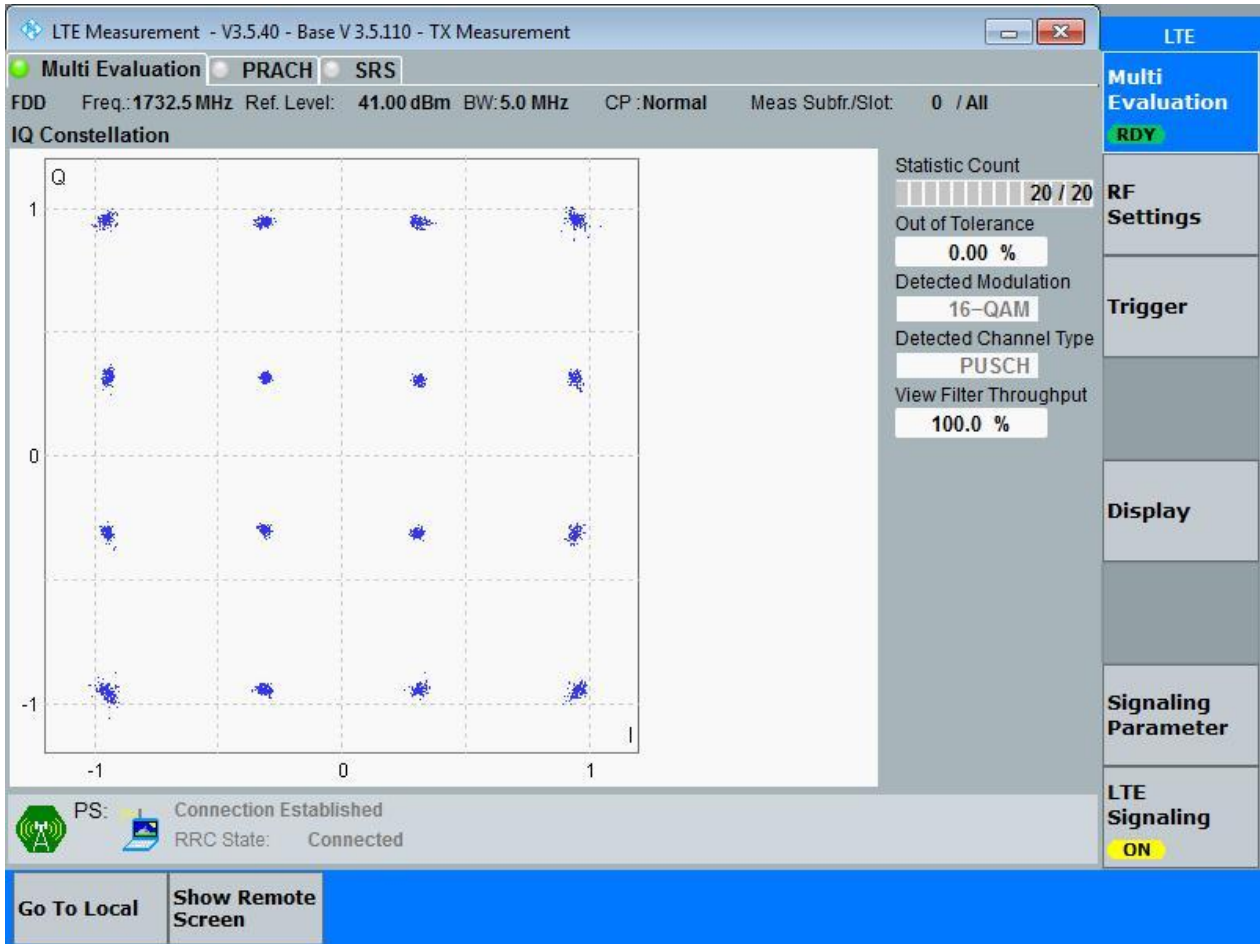 LTE Measurement - V3.5.40 - Base V 3.5.110 - TX Measurement
LTE
Multi Evaluation PRACH SRS
FDD Freq.:1732.5 MHz Ref. Level: 41.00 dBm BW:5.0 MHz CP :Normal Meas Subfr./Slot: 0 / All
IQ Constellation
Q
1
0
-1
-1 0 1
I
Statistic Count
20 / 20
Out of Tolerance
0.00 %
Detected Modulation
16-QAM
Detected Channel Type
PUSCH
View Filter Throughput
100.0 %
Multi
Evaluation
RDY
RF
Settings
Trigger
Display
Signaling
Parameter
LTE
Signaling
ON
PS: Connection Established
RRC State: Connected
Go To Local
Show Remote
Screen